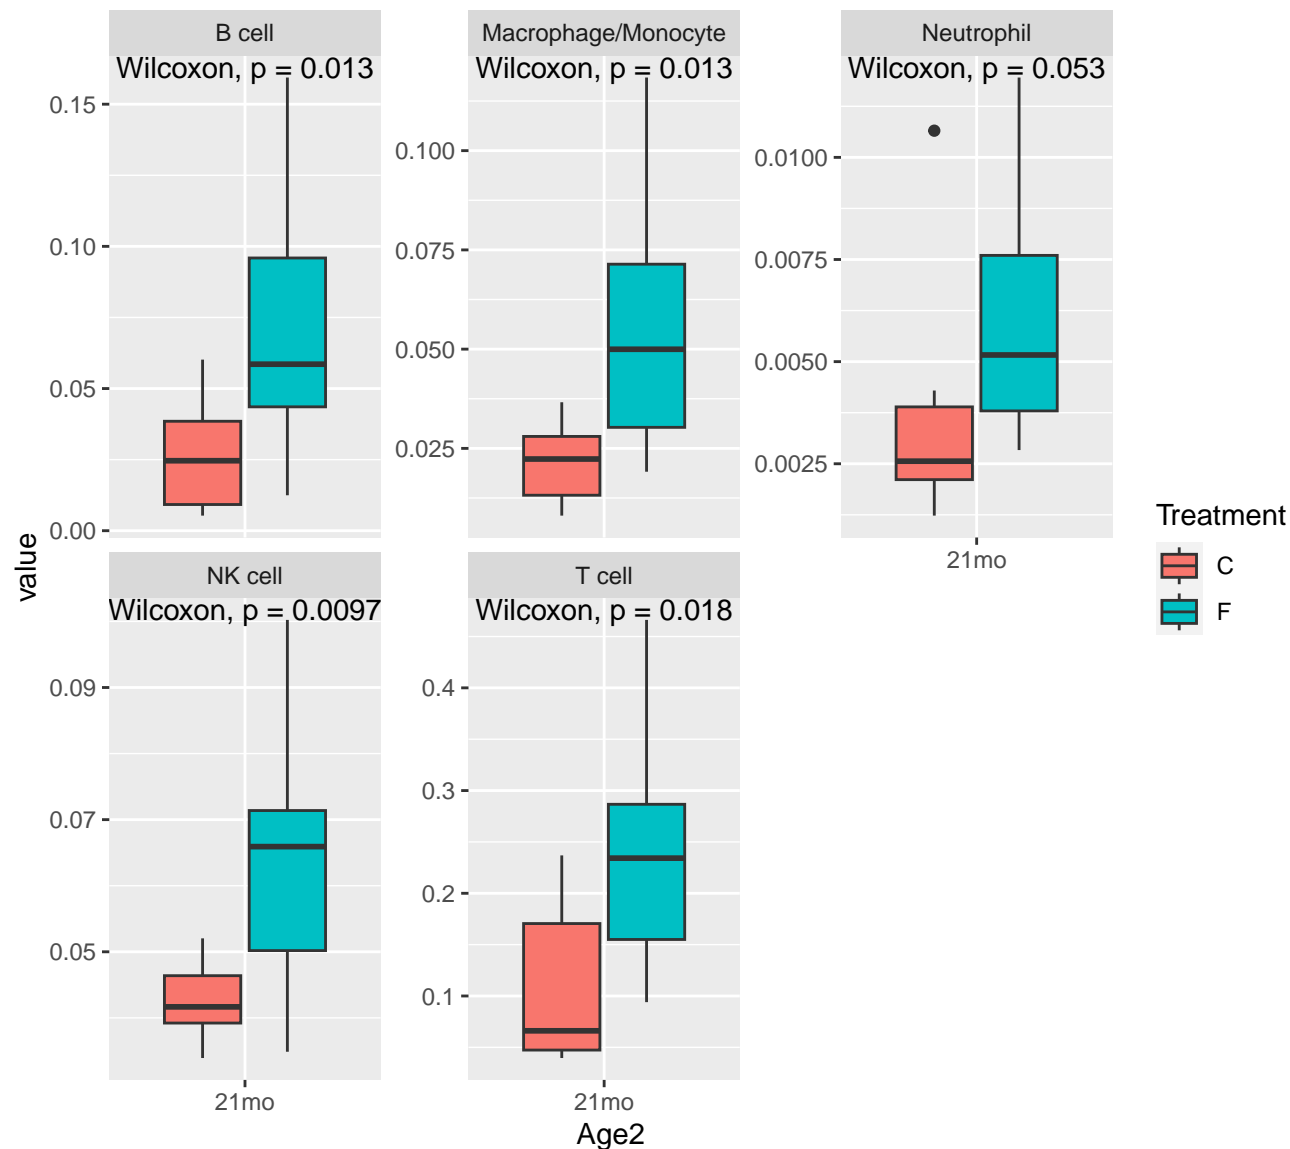 B cell
Macrophage/Monocyte
Neutrophil
Wilcoxon, p = 0.013
Wilcoxon, p = 0.013
Wilcoxon, p = 0.053
0.15
0.10
0.05
0.00
0.100
0.075
0.050
0.025
0.0100
0.0075
0.0050
0.0025
21mo
NK cell
T cell
Wilcoxon, p = 0.0097
Wilcoxon, p = 0.018
0.09
0.07
0.05
0.4
0.3
0.2
0.1
21mo
21mo
value
Age2
Treatment
C
F